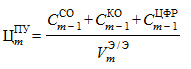 Ц_m^ПУ = (C_{m-1}^СО + C_{m-1}^КО + C_{m-1}^ЦФР) / V_m^{Э/Э}